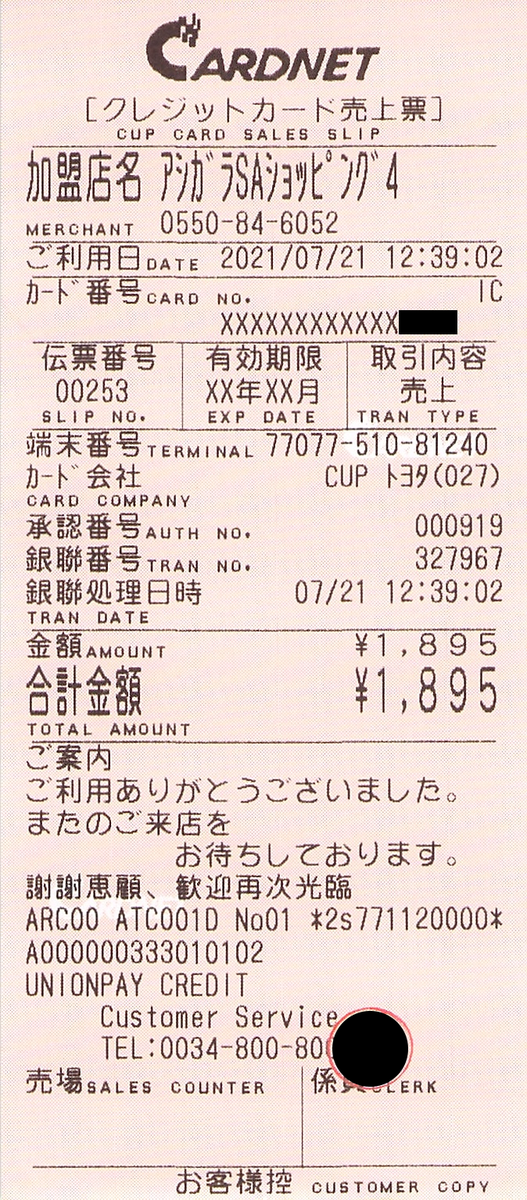 CARDNET
[クレジットカード売上票]
CUP CARD SALES SLIP
加盟店名 アシガラSAショッピング4
MERCHANT 0550-84-6052
ご利用日DATE 2021/07/21 12:39:02
カード番号CARD NO. IC
XXXXXXXXXXXX
伝票番号 有効期限 取引内容
00253 XX年XX月 売上
SLIP NO. EXP DATE TRAN TYPE
端末番号TERMINAL 77077-510-81240
カード会社 CUP トヨタ(027)
CARD COMPANY
承認番号AUTH NO. 000919
銀聯番号TRAN NO. 327967
銀聯処理日時 07/21 12:39:02
TRAN DATE
金額AMOUNT ¥1,895
合計金額 ¥1,895
TOTAL AMOUNT
ご案内
ご利用ありがとうございました。
またのご来店を
お待ちしております。
謝謝恵顧、歓迎再次光臨
ARC00 ATC001D No01 *2s771120000*
A000000333010102
UNIONPAY CREDIT
Customer Service
TEL:0034-800-80
売場SALES COUNTER 係員CLERK
お客様控 CUSTOMER COPY